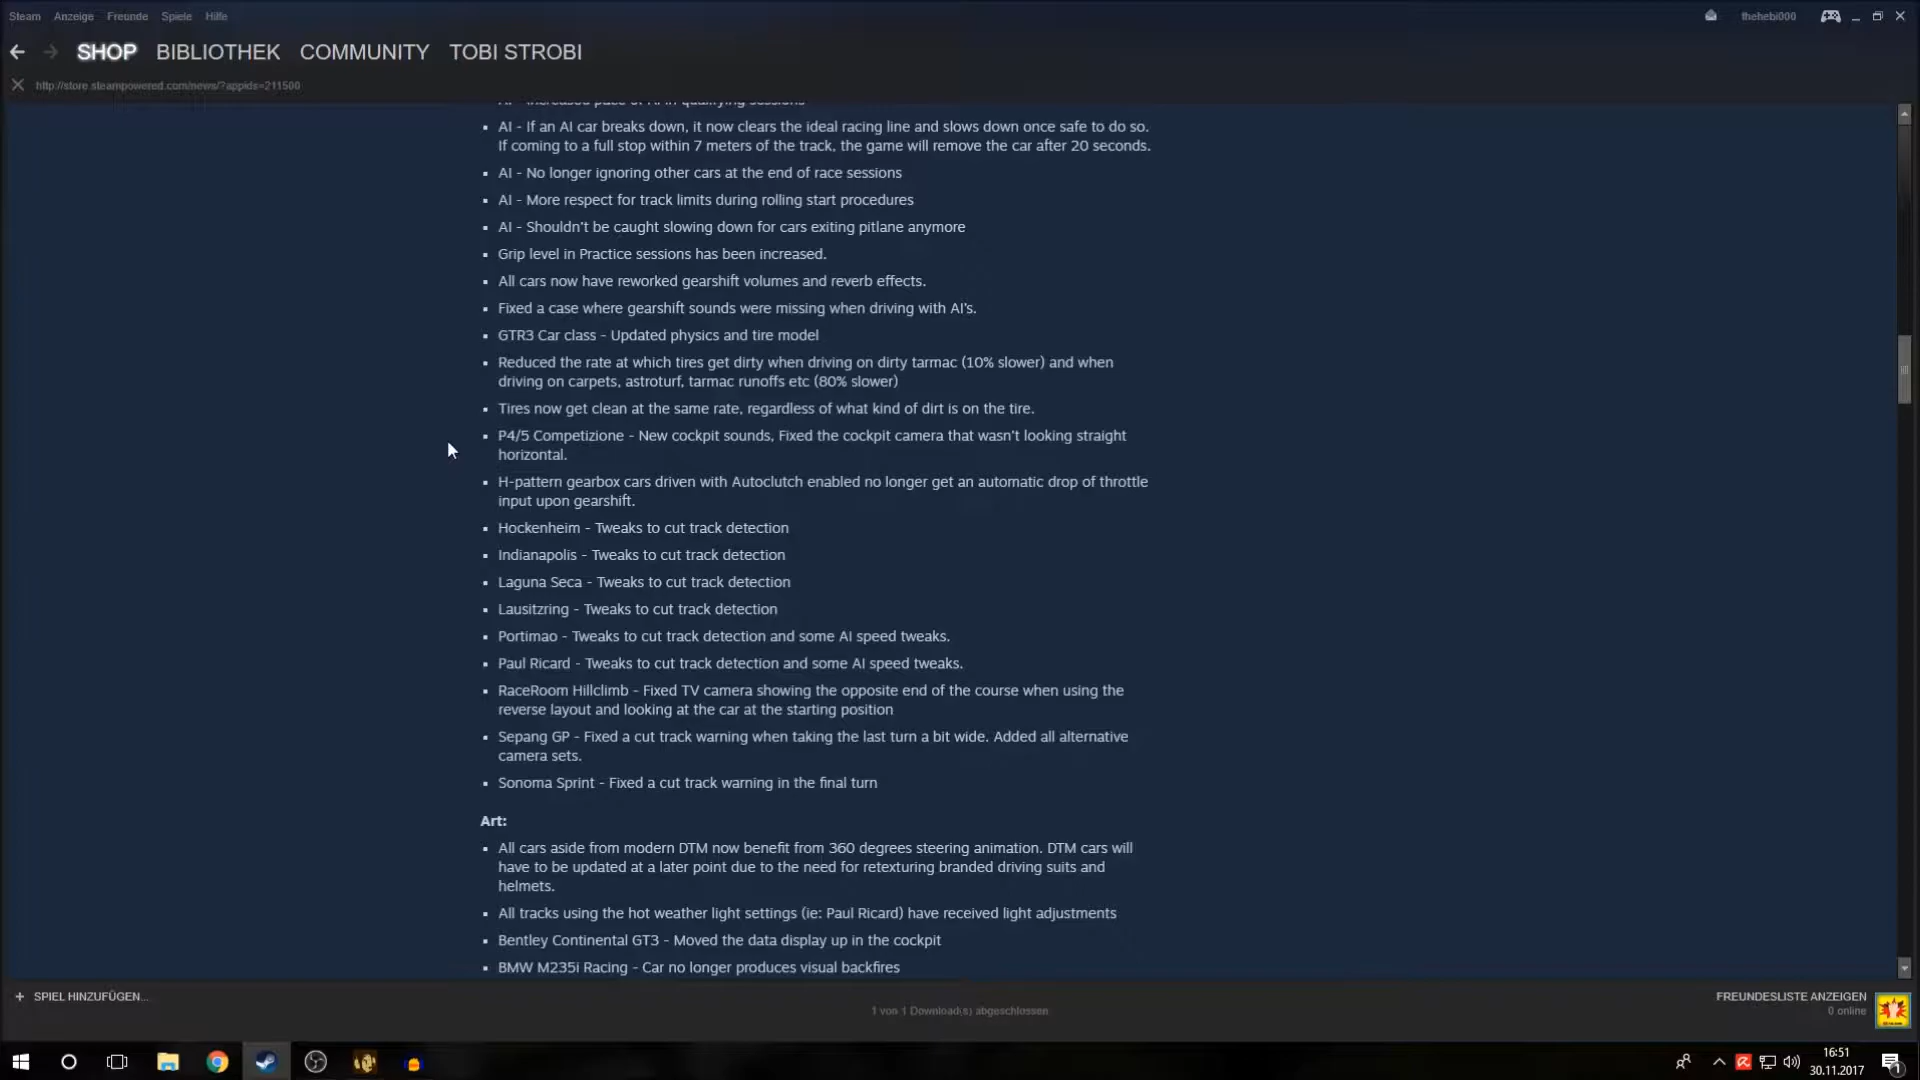 Steam Anzeige Freunde Spiele Hilfe
thehebi000
SHOP BIBLIOTHEK COMMUNITY TOBI STROBI
http://store.steampowered.com/news/?appids=211500
AI - Increased pace of AI in qualifying sessions
AI - If an AI car breaks down, it now clears the ideal racing line and slows down once safe to do so.
If coming to a full stop within 7 meters of the track, the game will remove the car after 20 seconds.
AI - No longer ignoring other cars at the end of race sessions
AI - More respect for track limits during rolling start procedures
AI - Shouldn't be caught slowing down for cars exiting pitlane anymore
Grip level in Practice sessions has been increased.
All cars now have reworked gearshift volumes and reverb effects.
Fixed a case where gearshift sounds were missing when driving with AI's.
GTR3 Car class - Updated physics and tire model
Reduced the rate at which tires get dirty when driving on dirty tarmac (10% slower) and when
driving on carpets, astroturf, tarmac runoffs etc (80% slower)
Tires now get clean at the same rate, regardless of what kind of dirt is on the tire.
P4/5 Competizione - New cockpit sounds, Fixed the cockpit camera that wasn't looking straight
horizontal.
H-pattern gearbox cars driven with Autoclutch enabled no longer get an automatic drop of throttle
input upon gearshift.
Hockenheim - Tweaks to cut track detection
Indianapolis - Tweaks to cut track detection
Laguna Seca - Tweaks to cut track detection
Lausitzring - Tweaks to cut track detection
Portimao - Tweaks to cut track detection and some AI speed tweaks.
Paul Ricard - Tweaks to cut track detection and some AI speed tweaks.
RaceRoom Hillclimb - Fixed TV camera showing the opposite end of the course when using the
reverse layout and looking at the car at the starting position
Sepang GP - Fixed a cut track warning when taking the last turn a bit wide. Added all alternative
camera sets.
Sonoma Sprint - Fixed a cut track warning in the final turn
Art:
All cars aside from modern DTM now benefit from 360 degrees steering animation. DTM cars will
have to be updated at a later point due to the need for retexturing branded driving suits and
helmets.
All tracks using the hot weather light settings (ie: Paul Ricard) have received light adjustments
Bentley Continental GT3 - Moved the data display up in the cockpit
BMW M235i Racing - Car no longer produces visual backfires
+ SPIEL HINZUFÜGEN...
1 von 1 Download(s) abgeschlossen
FREUNDESLISTE ANZEIGEN
0 online
16:51
30.11.2017
1